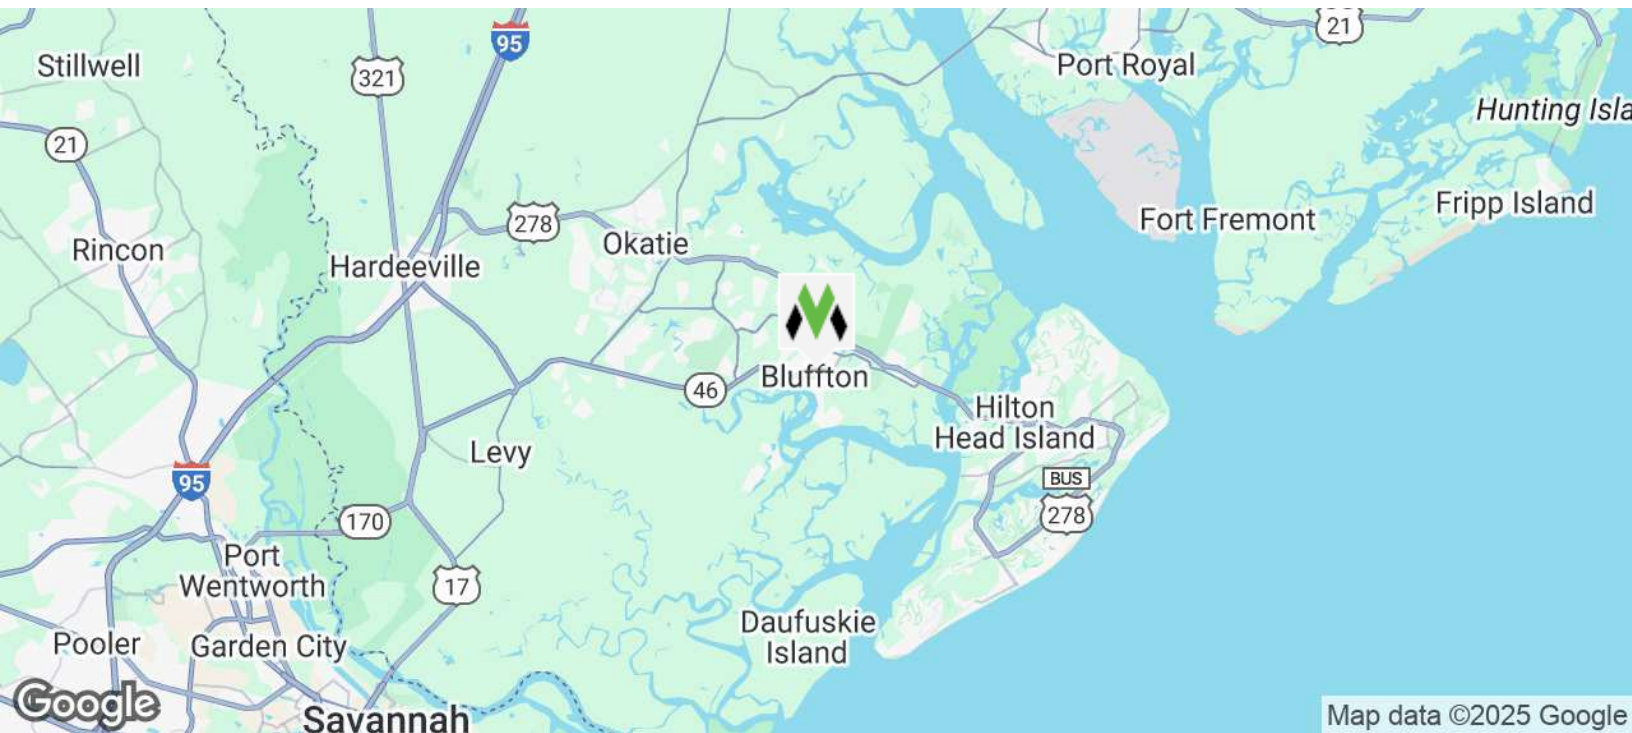 95
21
Stillwell
321
Port Royal
Hunting Isla
21
278
Fripp Island
Fort Fremont
Rincon
Okatie
Hardeeville
Bluffton
46
Hilton
Head Island
Levy
BUS
278
95
170
Port
Wentworth
17
Daufuskie
Island
Pooler
Garden City
Google
Savannah
Map data ©2025 Google